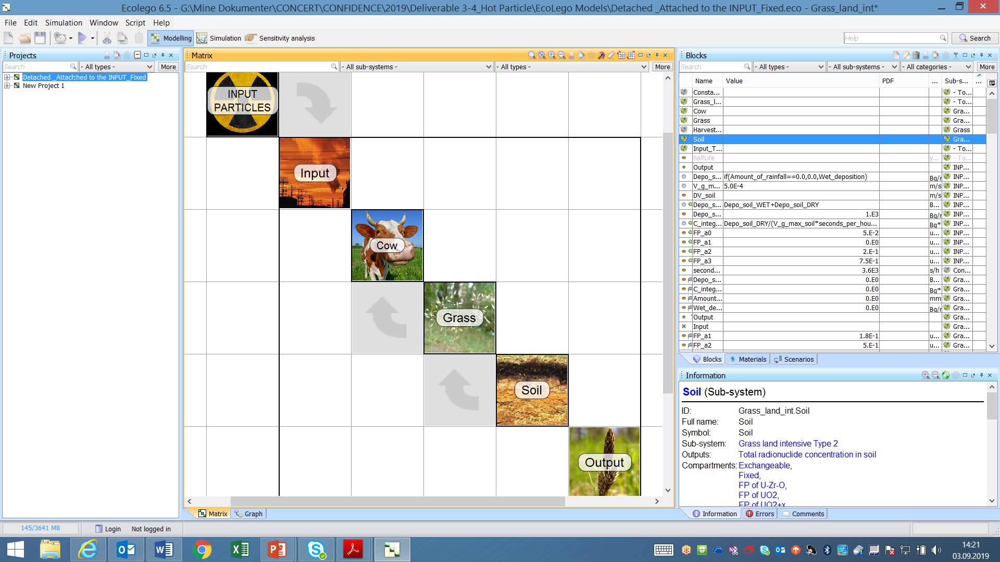 Ecolego 6.5 - G:\Mine Dokumenter\CONCERT\CONFIDENCE\2019\Deliverable 3-4_Hot Particle\EcoLego Models\Detached _Attached to the INPUT_Fixed.eco - Grass_land_int*
File Edit Simulation Window Script Help
Modelling Simulation Sensitivity analysis Help Search
Projects
Search - All types - More
Detached _Attatched to the INPUT_Fixed
New Project 1
Matrix
Search - All sub-systems - - All types - More
INPUT
PARTICLES
Input
Cow
Grass
Soil
Output
Matrix Graph
Blocks
Search - All types - - All sub-systems - - All categories - More
Name Value PDF ... Sub-s... ...
Consta... - To...
Grass_l... - To...
Cow Gra...
Grass Gra...
Harvest... Grass
Soil Gra...
Input_T... - To...
halfLife y... - To...
Output INP...
Depo_s... if(Amount_of_rainfall==0.0,0.0,Wet_deposition) Bq/r INP...
V_g_m... 5.0E-4 m/s INP...
DV_soil m/s INP...
Depo_s... Depo_soil_WET+Depo_soil_DRY B... INP...
Depo_s... 1.E3 Bq/r INP...
C_integ... Depo_soil_DRY/(V_g_max_soil*seconds_per_hou... Bq* INP...
FP_a0 5.E-2 u... INP...
FP_a1 0.E0 u... INP...
FP_a2 2.E-1 u... INP...
FP_a3 7.5E-1 u... INP...
second... 3.6E3 s/h Con...
Depo_s... 0.E0 B... Gra...
C_integ... 0.E0 Bq* Gra...
Amount... 0.E0 mm Gra...
Wet_de... 0.E0 Bq/r Gra...
Output Gra...
Input Gra...
FP_a1 1.8E-1 u... Gra...
FP_a2 5.E-1 u... Gra...
Blocks Materials Scenarios
Information
Soil (Sub-system)
ID: Grass_land_int.Soil
Full name: Soil
Symbol: Soil
Sub-system: Grass land intensive Type 2
Outputs: Total radionuclide concentration in soil
Compartments: Exchangeable,
Fixed,
FP of U-Zr-O,
FP of UO2,
FP of UO2+x
Information Errors Comments
145/3641 MB Login Not logged in
14:21
03.09.2019